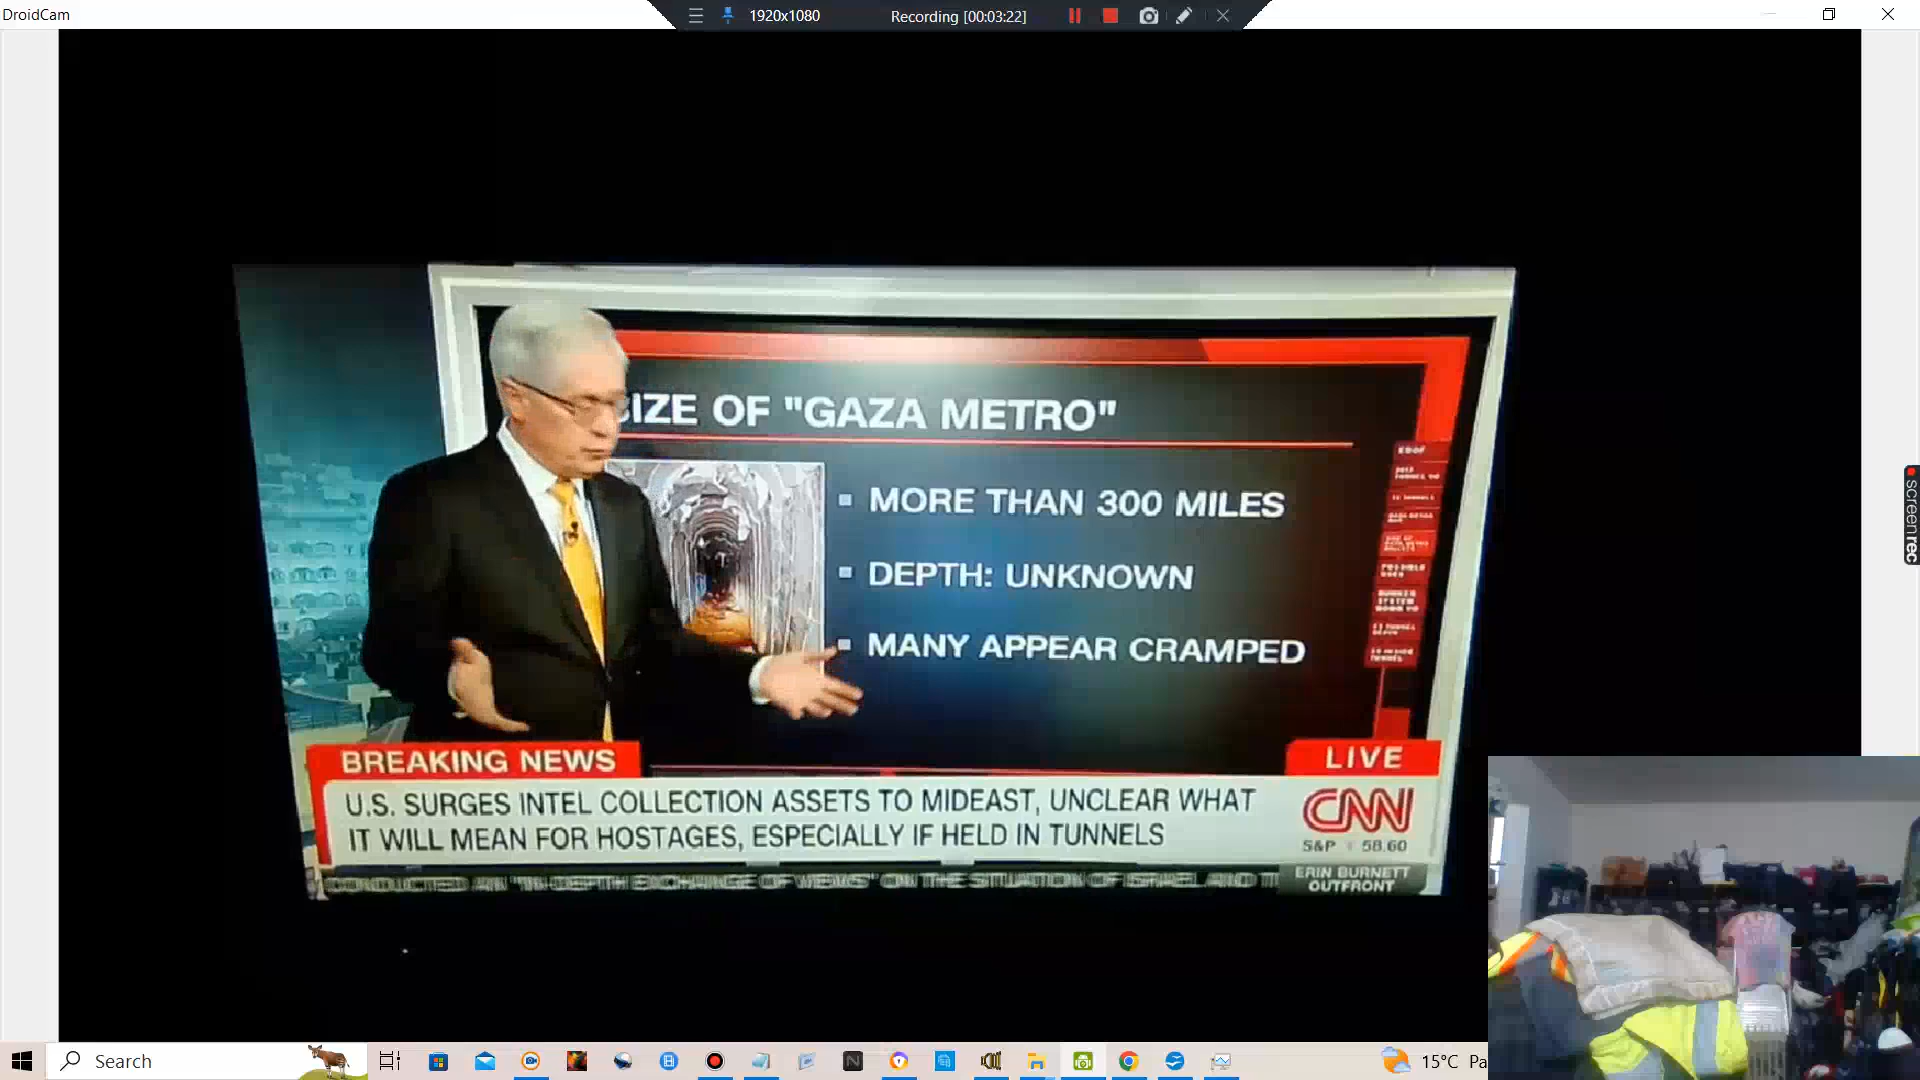 DroidCam
1920x1080
Recording [00:03:22]
SIZE OF "GAZA METRO"
MORE THAN 300 MILES
DEPTH: UNKNOWN
MANY APPEAR CRAMPED
BREAKING NEWS
LIVE
U.S. SURGES INTEL COLLECTION ASSETS TO MIDEAST, UNCLEAR WHAT
IT WILL MEAN FOR HOSTAGES, ESPECIALLY IF HELD IN TUNNELS
CNN
S&P 58.60
ERIN BURNETT
OUTFRONT
screenrec
Search
15°C Pa